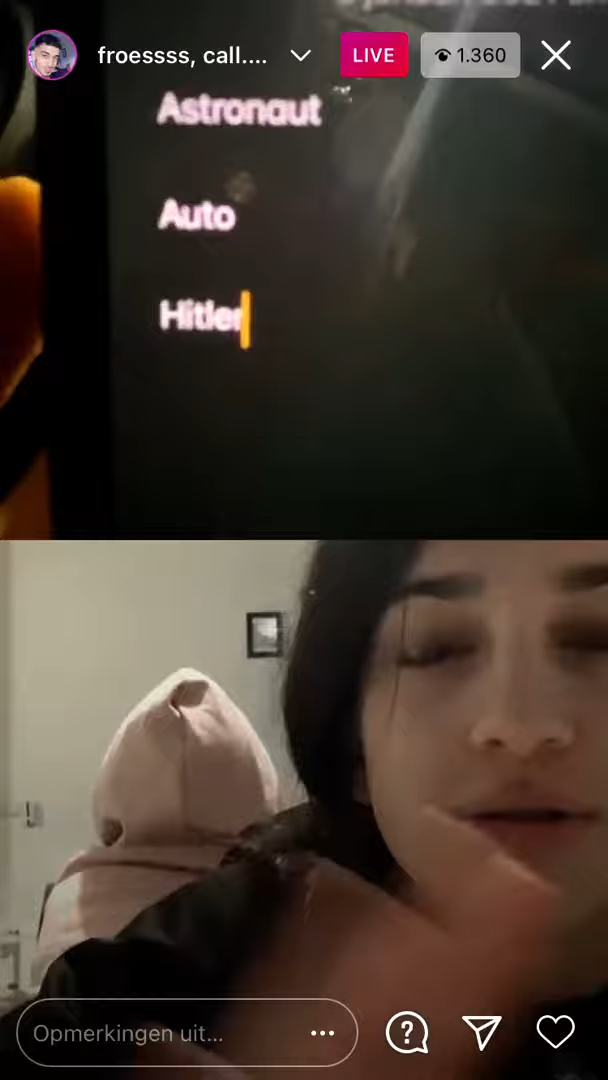 froessss, call....
LIVE
1.360
Astronaut
Auto
Hitler
Opmerkingen uit...